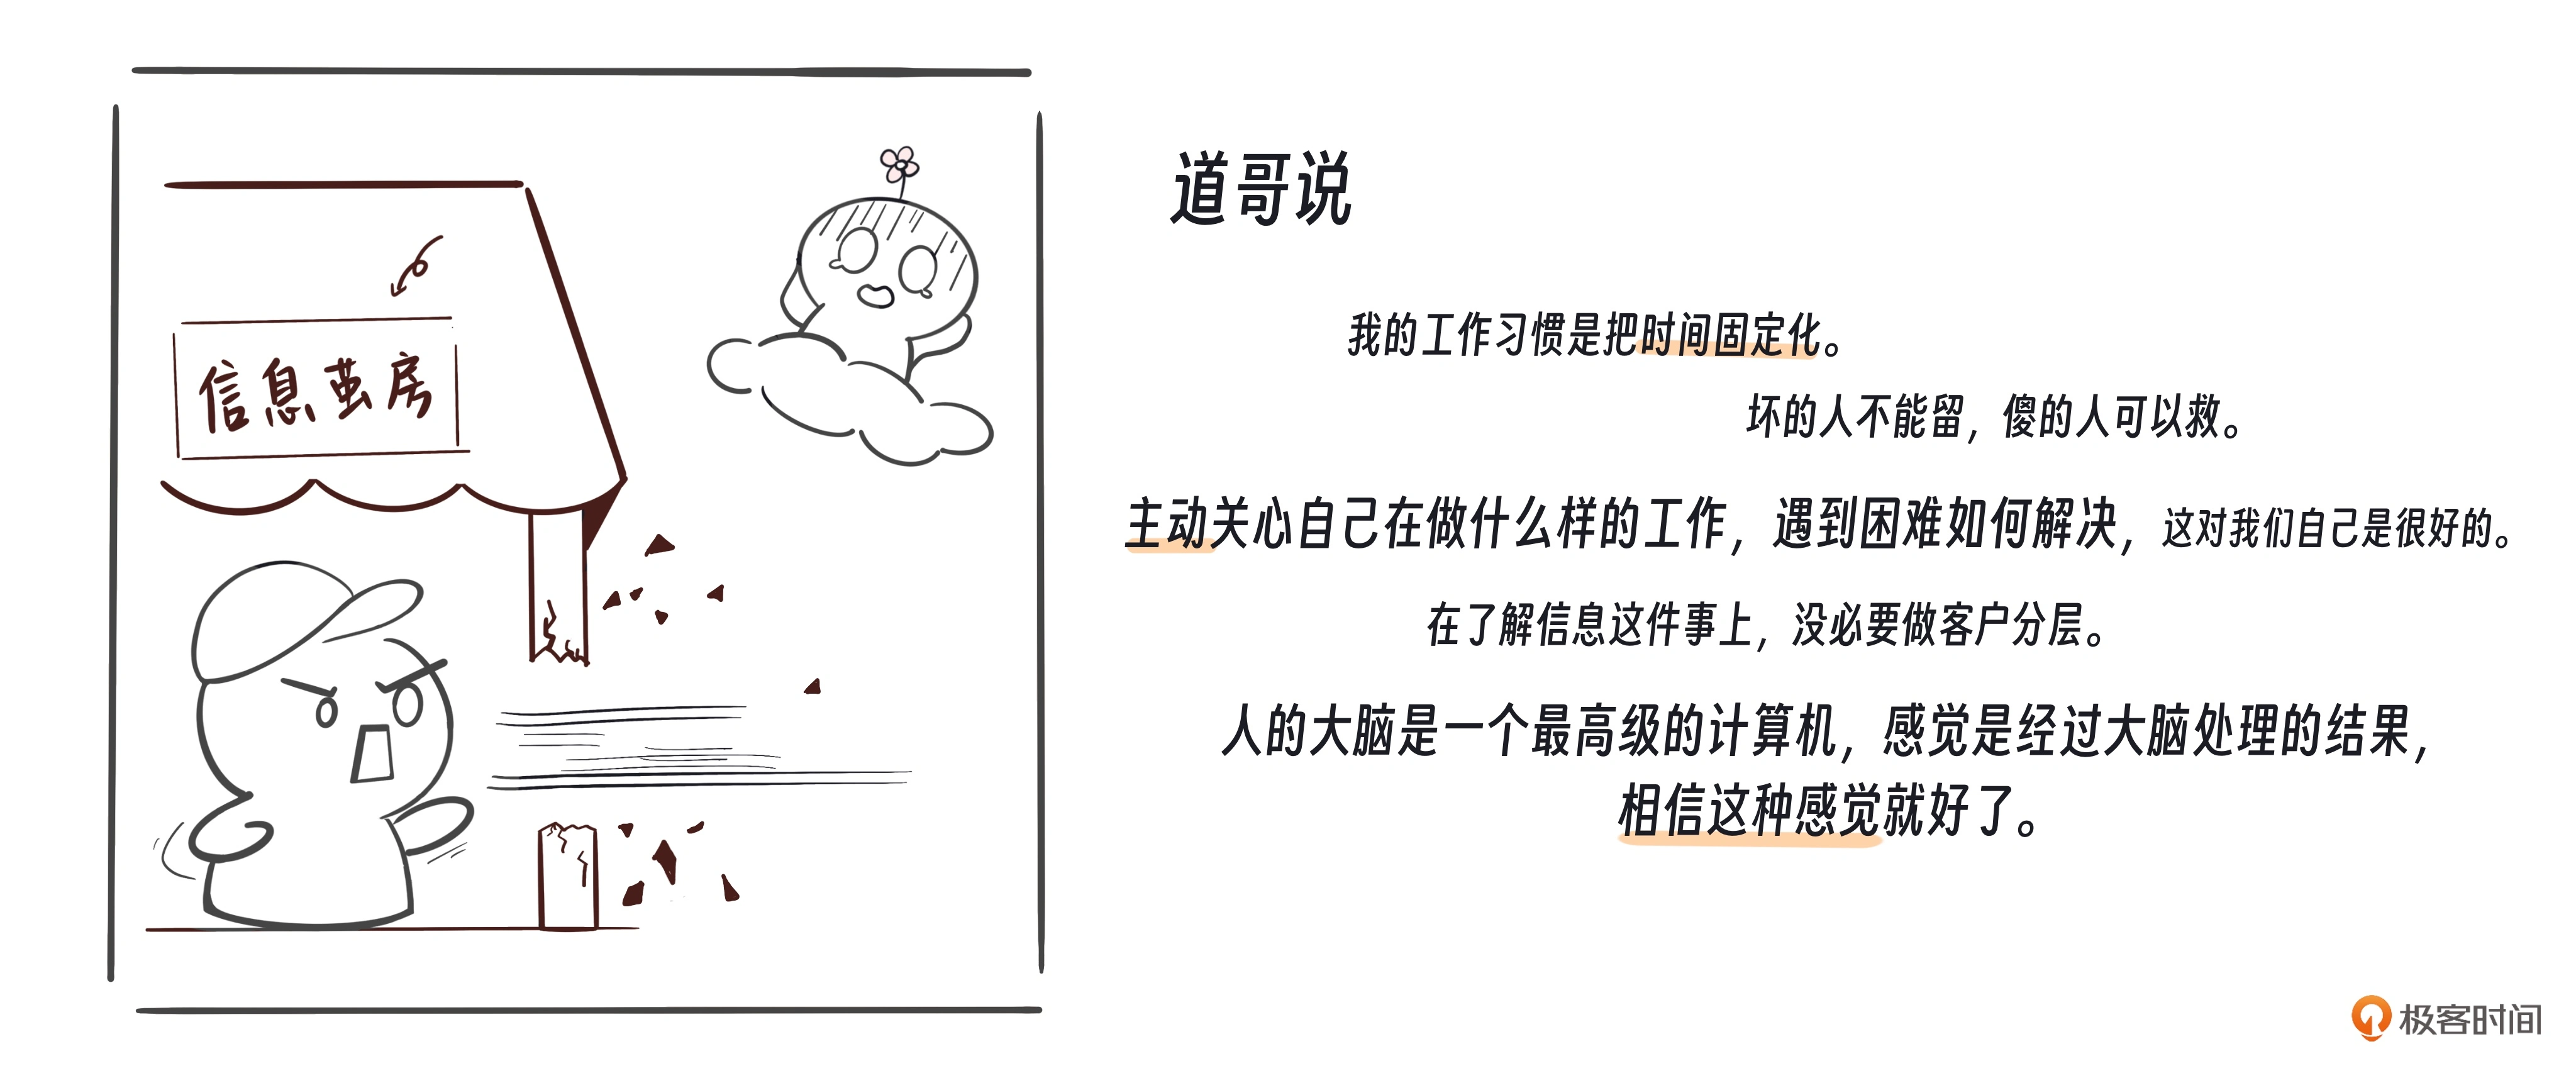 信息茧房
道哥说
我的工作习惯是把时间固定化。
坏的人不能留，傻的人可以救。
主动关心自己在做什么样的工作，遇到困难如何解决，这对我们自己是很好的。
在了解信息这件事上，没必要做客户分层。
人的大脑是一个最高级的计算机，感觉是经过大脑处理的结果，
相信这种感觉就好了。
极客时间